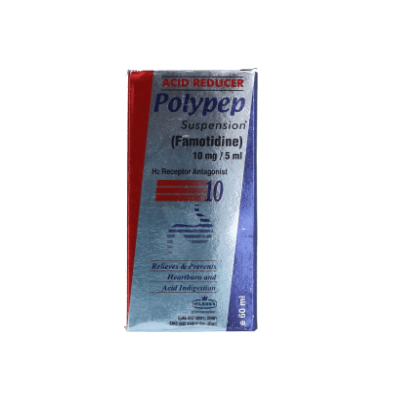 ACID REDUCER
Polypep
Suspension
(Famotidine)
10 mg / 5 ml
H₂ Receptor Antagonist
10
Relieves & Prevents
Heartburn and
Acid Indigestion
e 60 ml